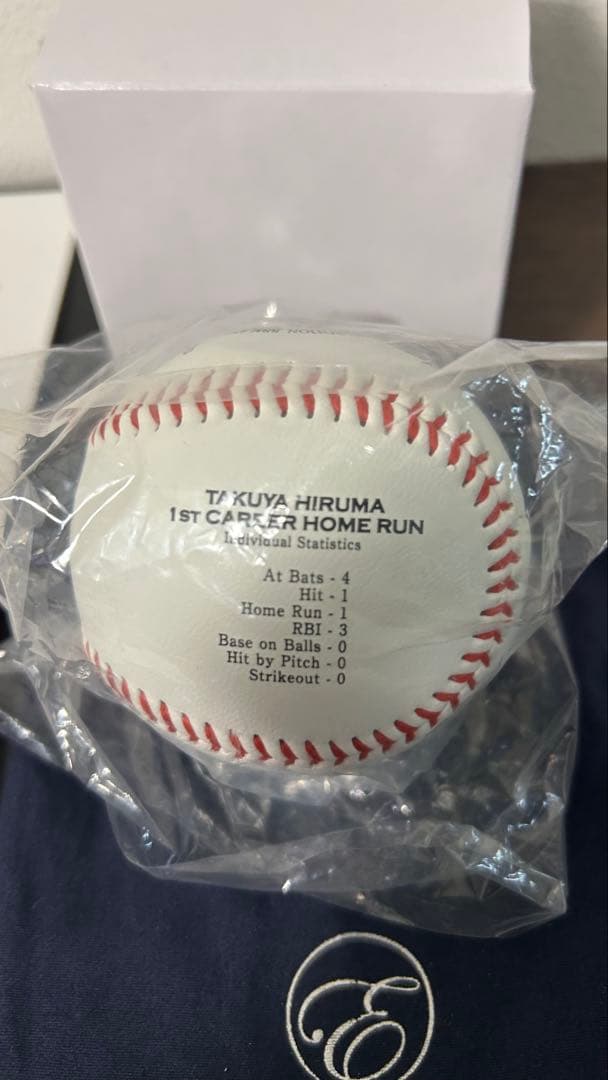 TAKUYA HIRUMA
1ST CAREER HOME RUN
Individual Statistics
At Bats - 4
Hit - 1
Home Run - 1
RBI - 3
Base on Balls - 0
Hit by Pitch - 0
Strikeout - 0
E